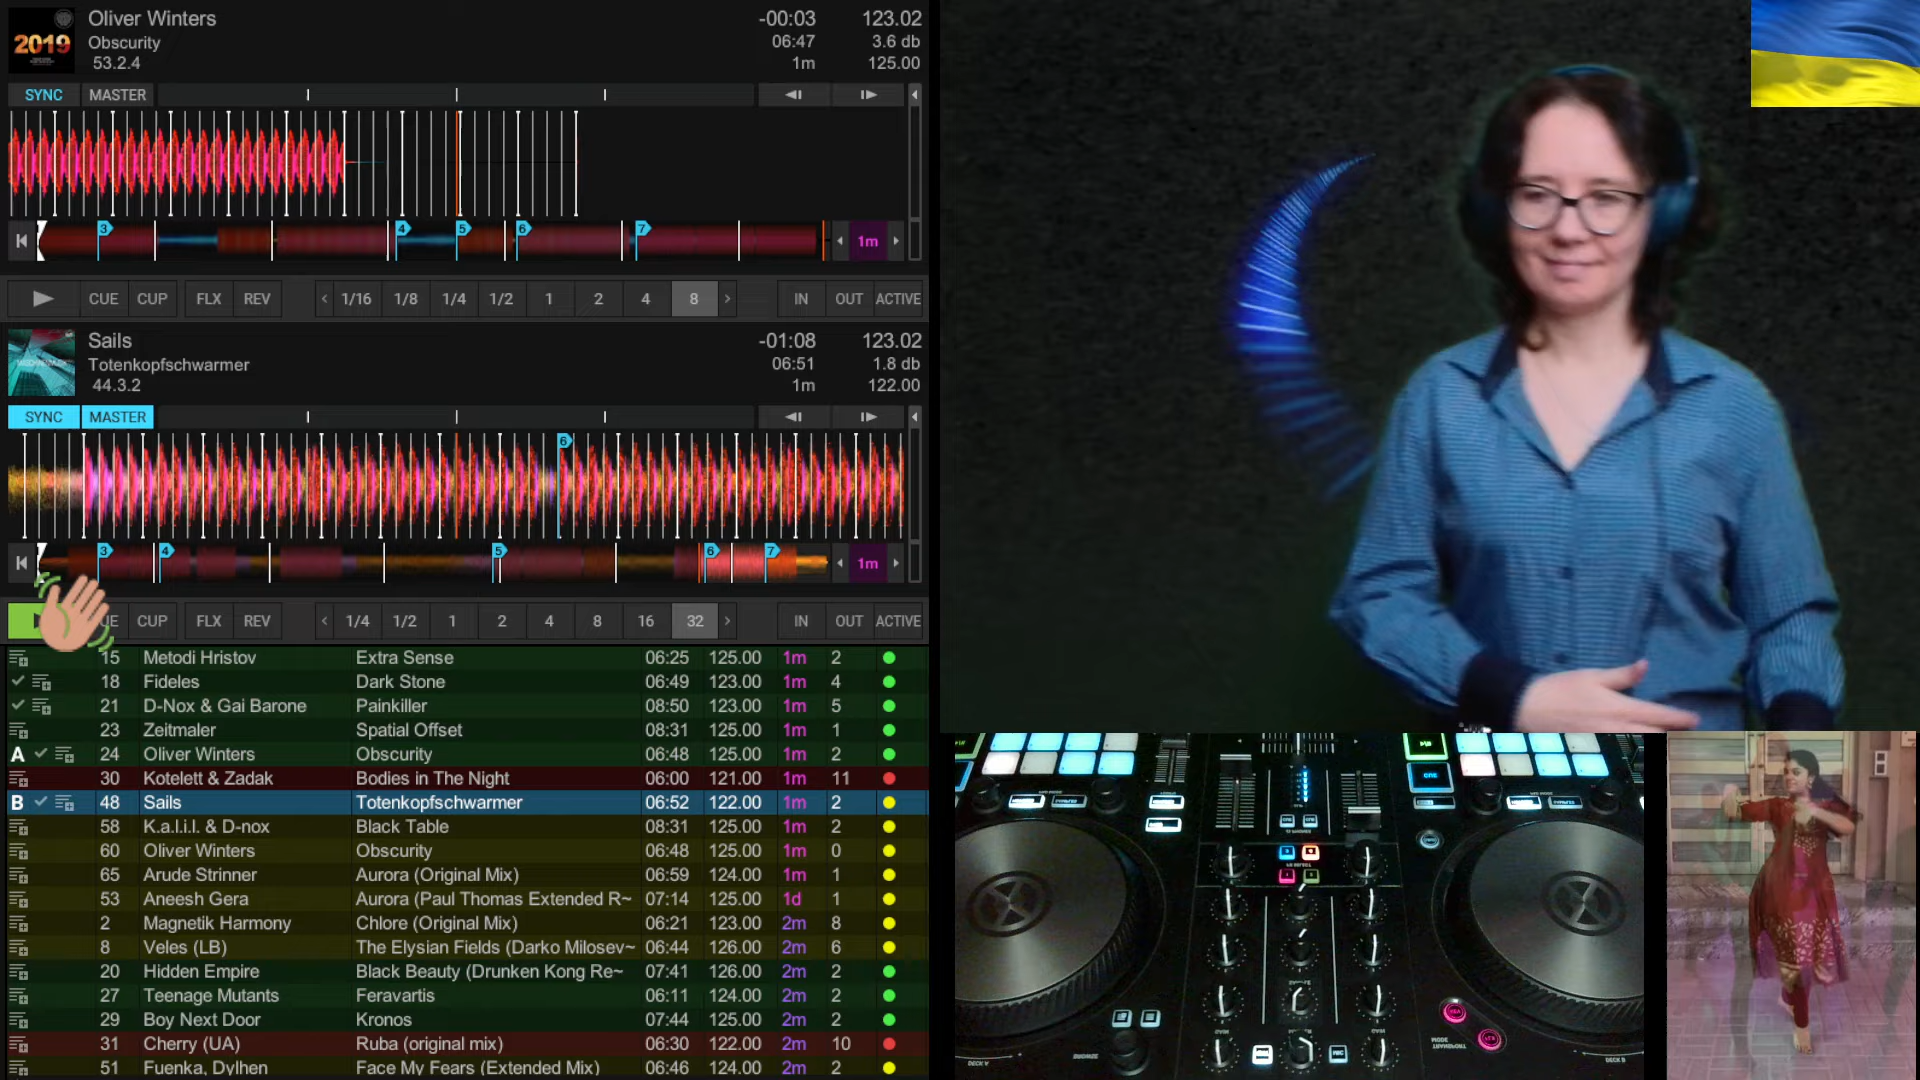 2019
Oliver Winters
-00:03
123.02
Obscurity
06:47
3.6 db
53.2.4
1m
125.00
SYNC
MASTER
3
4
5
6
7
1m
CUE
CUP
FLX
REV
1/16
1/8
1/4
1/2
1
2
4
8
IN
OUT
ACTIVE
Sails
-01:08
123.02
Totenkopfschwarmer
06:51
1.8 db
44.3.2
1m
122.00
SYNC
MASTER
6
3
4
5
6
7
1m
CUP
FLX
REV
1/4
1/2
1
2
4
8
16
32
IN
OUT
ACTIVE
15 Metodi Hristov Extra Sense 06:25 125.00 1m 2
18 Fideles Dark Stone 06:49 123.00 1m 4
21 D-Nox & Gai Barone Painkiller 08:50 123.00 1m 5
23 Zeitmaler Spatial Offset 08:31 125.00 1m 1
A 24 Oliver Winters Obscurity 06:48 125.00 1m 2
30 Kotelett & Zadak Bodies in The Night 06:00 121.00 1m 11
B 48 Sails Totenkopfschwarmer 06:52 122.00 1m 2
58 K.a.l.i.l. & D-nox Black Table 08:31 125.00 1m 2
60 Oliver Winters Obscurity 06:48 125.00 1m 0
65 Arude Strinner Aurora (Original Mix) 06:59 124.00 1m 1
53 Aneesh Gera Aurora (Paul Thomas Extended R~ 07:14 125.00 1d 1
2 Magnetik Harmony Chlore (Original Mix) 06:21 123.00 2m 8
8 Veles (LB) The Elysian Fields (Darko Milosev~ 06:44 126.00 2m 6
20 Hidden Empire Black Beauty (Drunken Kong Re~ 07:41 126.00 2m 2
27 Teenage Mutants Feravartis 06:11 124.00 2m 2
29 Boy Next Door Kronos 07:44 125.00 2m 2
31 Cherry (UA) Ruba (original mix) 06:30 122.00 2m 10
51 Fuenka, Dylhen Face My Fears (Extended Mix) 06:46 124.00 2m 2